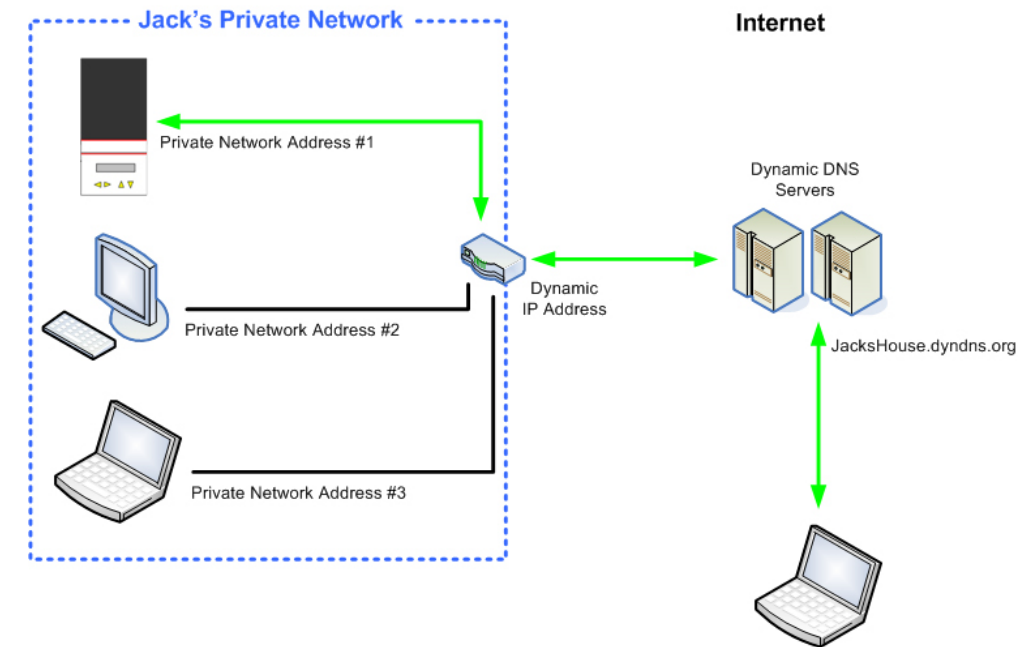 Jack's Private Network
Internet
Private Network Address #1
Dynamic DNS
Servers
Dynamic
IP Address
Private Network Address #2
JacksHouse.dyndns.org
Private Network Address #3